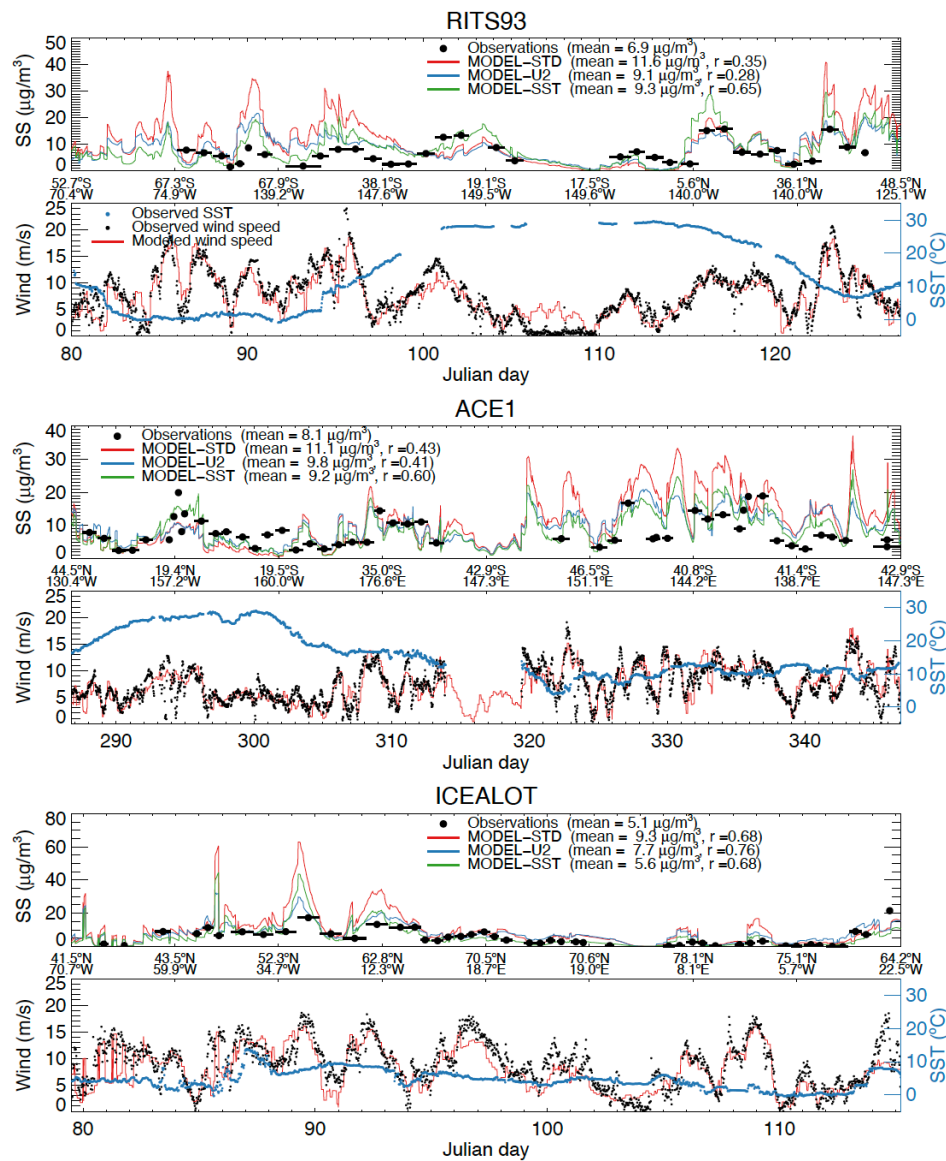 RITS93
SS (µg/m³)
50
40
30
20
10
0
Observations (mean = 6.9 µg/m³)
MODEL-STD (mean = 11.6 µg/m³, r =0.35)
MODEL-U2 (mean = 9.1 µg/m³, r =0.28)
MODEL-SST (mean = 9.3 µg/m³, r =0.65)
52.7°S 67.3°S 67.9°S 38.1°S 19.1°S 17.5°S 5.6°N 36.1°N 48.5°N
70.4°W 74.9°W 139.2°W 147.6°W 149.5°W 149.6°W 140.0°W 140.0°W 125.1°W
Wind (m/s)
25
20
15
10
5
0
Observed SST
Observed wind speed
Modeled wind speed
30
20
10
0
SST (°C)
80 90 100 110 120
Julian day
ACE1
SS (µg/m³)
40
30
20
10
0
Observations (mean = 8.1 µg/m³)
MODEL-STD (mean = 11.1 µg/m³, r =0.43)
MODEL-U2 (mean = 9.8 µg/m³, r =0.41)
MODEL-SST (mean = 9.2 µg/m³, r =0.60)
44.5°N 19.4°N 19.5°S 35.0°S 42.9°S 46.5°S 40.8°S 41.4°S 42.9°S
130.4°W 157.2°W 160.0°W 176.6°E 147.3°E 151.1°E 144.2°E 138.7°E 147.3°E
Wind (m/s)
25
20
15
10
5
0
30
20
10
0
SST (°C)
290 300 310 320 330 340
Julian day
ICEALOT
SS (µg/m³)
80
60
40
20
0
Observations (mean = 5.1 µg/m³)
MODEL-STD (mean = 9.3 µg/m³, r =0.68)
MODEL-U2 (mean = 7.7 µg/m³, r =0.76)
MODEL-SST (mean = 5.6 µg/m³, r =0.68)
41.5°N 43.5°N 52.3°N 62.8°N 70.5°N 70.6°N 78.1°N 75.1°N 64.2°N
70.7°W 59.9°W 34.7°W 12.3°W 18.7°E 19.0°E 8.1°E 5.7°W 22.5°W
Wind (m/s)
25
20
15
10
5
0
30
20
10
0
SST (°C)
80 90 100 110
Julian day